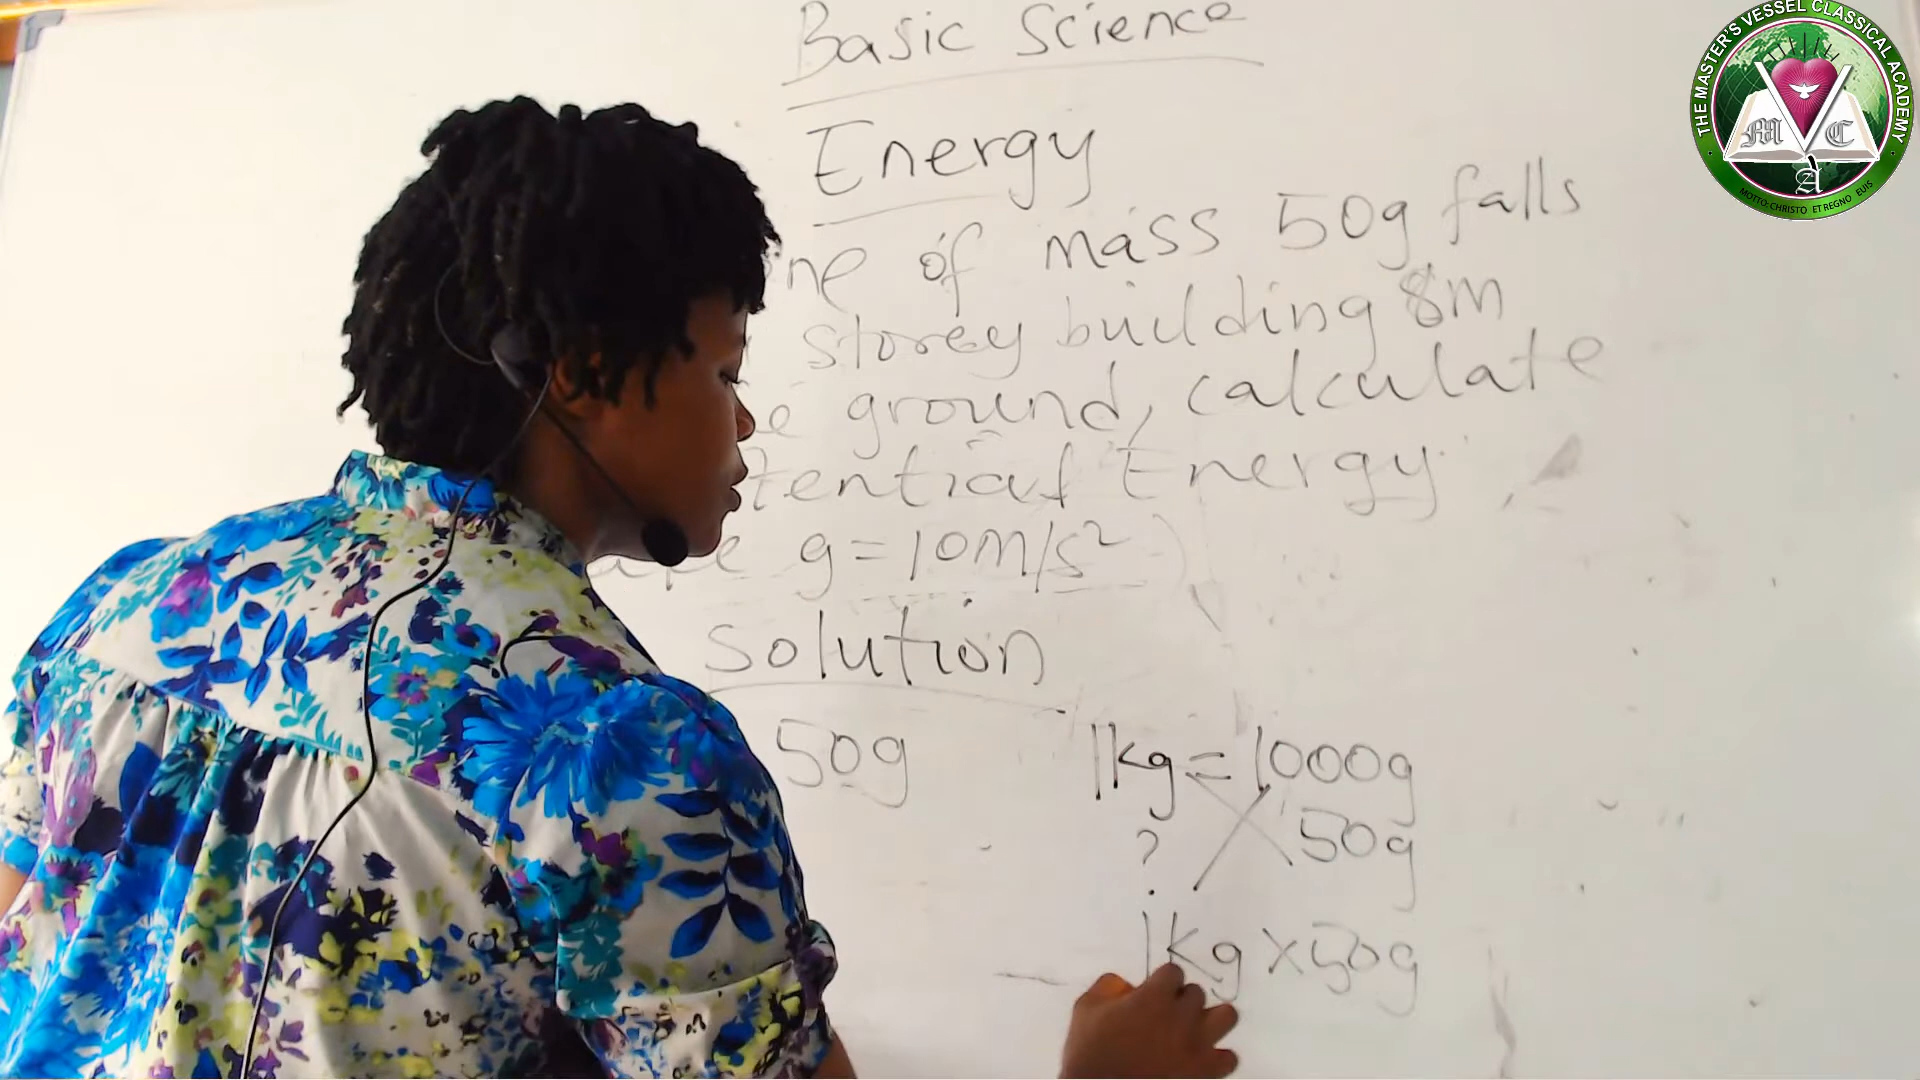 Basic Science
Energy
ne of mass 50g falls
storey building 8m
e ground, calculate
tential Energy
g = 10m/s²)
Solution
50g
1kg = 1000g
? 50g
1kg x 50g
THE MASTER'S VESSEL CLASSICAL ACADEMY
M C
A
MOTTO: CHRISTO ET REGNO EUIS